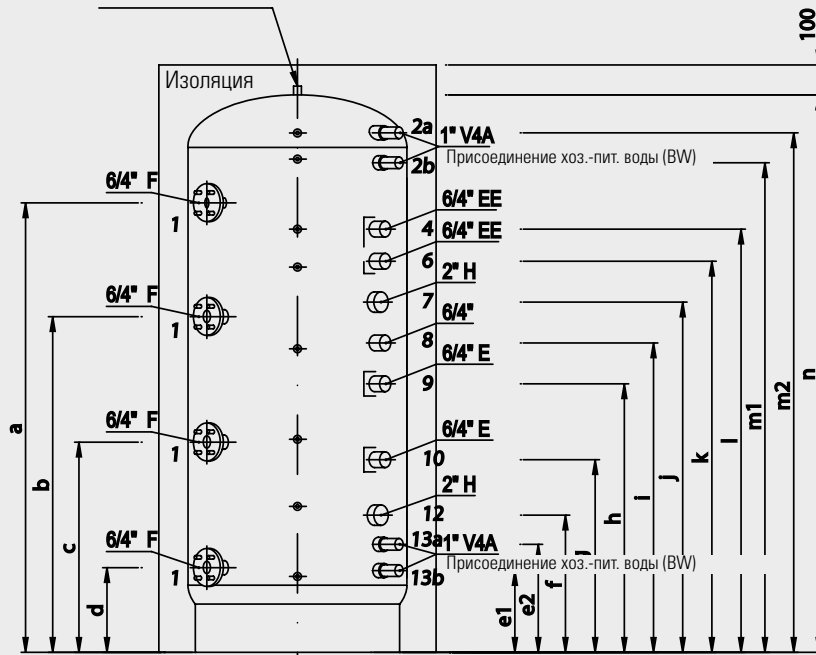 100
Изоляция
2a
1" V4A
Присоединение хоз.-пит. воды (BW)
2b
6/4" F
1
6/4" EE
4
6/4" EE
6
2" H
7
6/4" F
1
6/4"
8
6/4" E
9
6/4" F
1
6/4" E
10
2" H
12
13a
1" V4A
Присоединение хоз.-пит. воды (BW)
13b
6/4" F
1
a
b
c
d
e1
e2
f
g
h
i
j
k
l
m1
m2
n